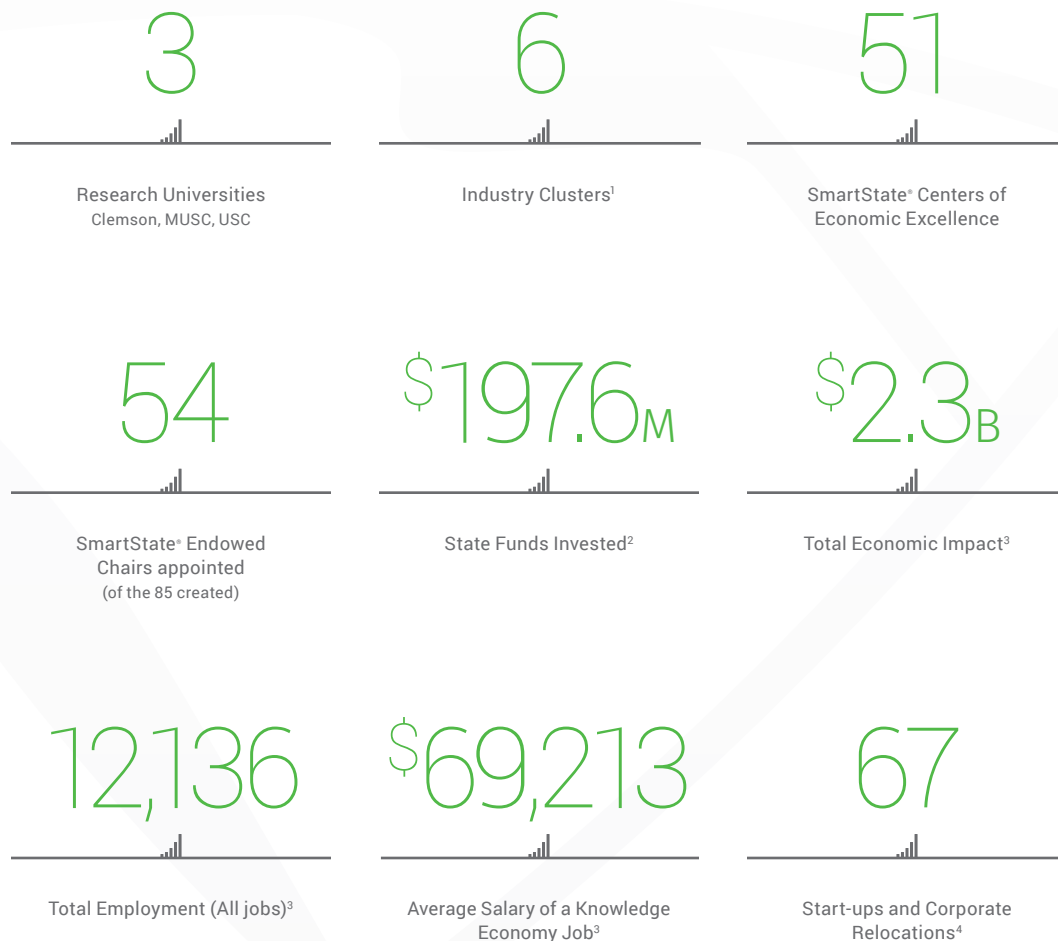 3
Research Universities
Clemson, MUSC, USC
6
Industry Clusters¹
51
SmartState® Centers of
Economic Excellence
54
SmartState® Endowed
Chairs appointed
(of the 85 created)
$197.6M
State Funds Invested²
$2.3B
Total Economic Impact³
12,136
Total Employment (All jobs)³
$69,213
Average Salary of a Knowledge
Economy Job³
67
Start-ups and Corporate
Relocations⁴